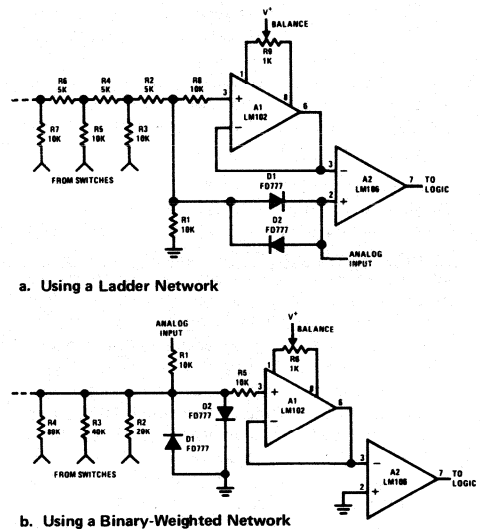 V+
BALANCE
R9
1K
R6
5K
R4
5K
R2
5K
R8
10K
1
8
3
+
A1
LM102
6
−
R7
10K
R5
10K
R3
10K
FROM SWITCHES
D1
FD777
3
−
A2
LM106
7
TO
LOGIC
2
+
D2
FD777
R1
10K
ANALOG
INPUT
a. Using a Ladder Network
ANALOG
INPUT
V+
BALANCE
R1
10K
R6
1K
R5
10K
1
8
3
+
A1
LM102
6
−
D2
FD777
R4
80K
R3
40K
R2
20K
D1
FD777
FROM SWITCHES
3
−
A2
LM106
7
TO
LOGIC
2
+
b. Using a Binary-Weighted Network